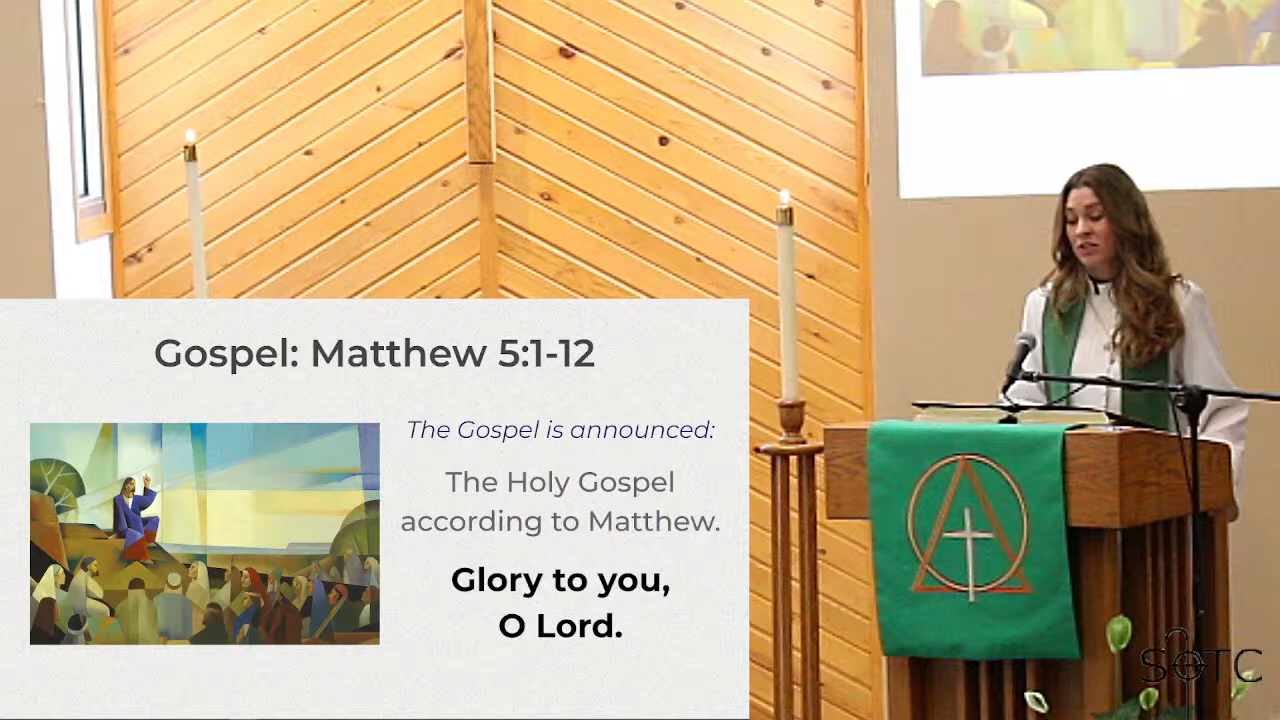 Gospel: Matthew 5:1-12
The Gospel is announced:
The Holy Gospel
according to Matthew.
Glory to you,
O Lord.
SOTC